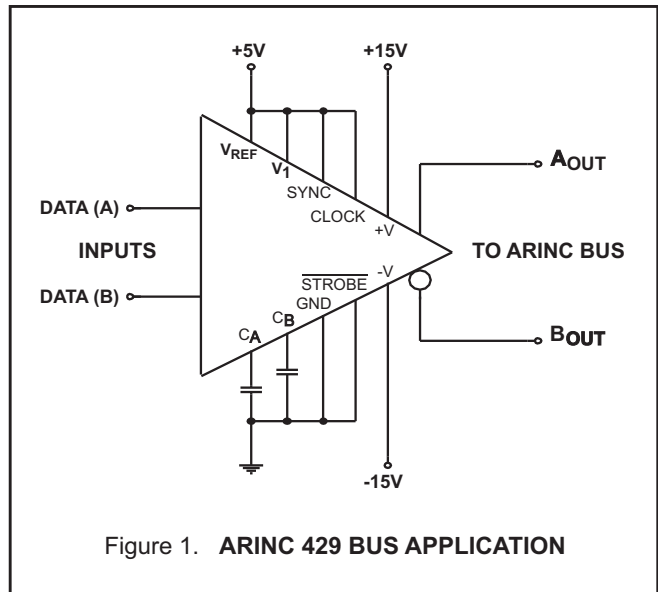 +5V
+15V
VREF
V1
SYNC
CLOCK
+V
AOUT
DATA (A)
INPUTS
TO ARINC BUS
DATA (B)
STROBE
-V
GND
CB
CA
BOUT
-15V
Figure 1. ARINC 429 BUS APPLICATION